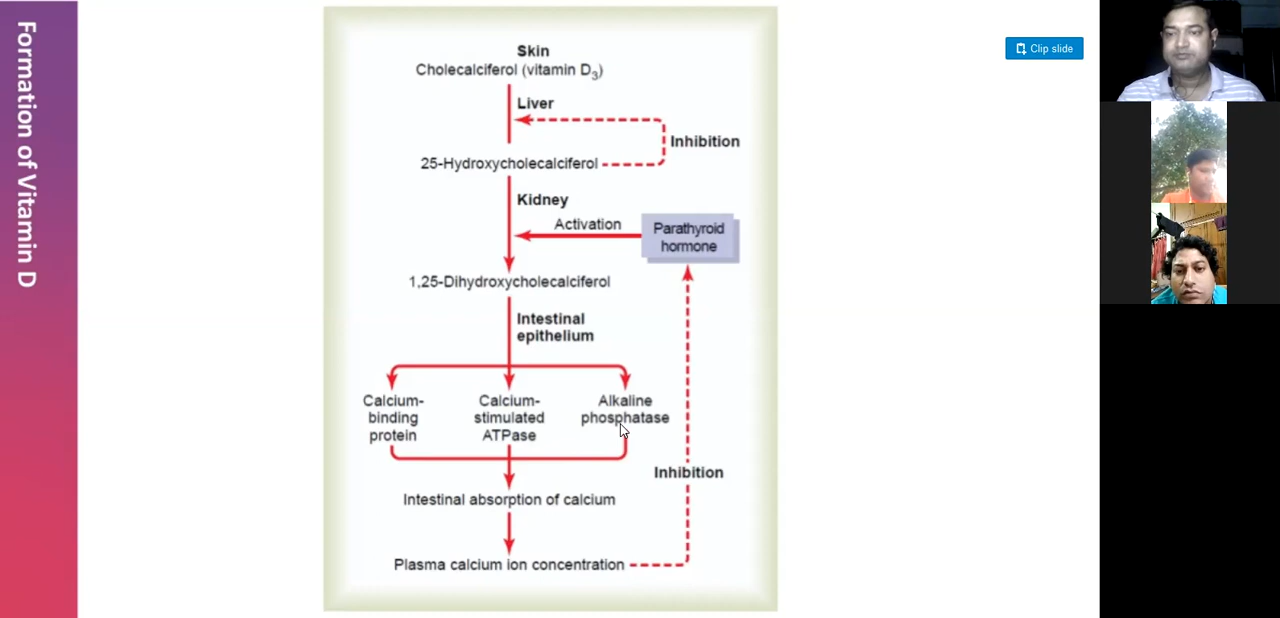 Formation of Vitamin D
Skin
Cholecalciferol (vitamin D3)
Liver
Inhibition
25-Hydroxycholecalciferol
Kidney
Activation
Parathyroid
hormone
1,25-Dihydroxycholecalciferol
Intestinal
epithelium
Calcium-
binding
protein
Calcium-
stimulated
ATPase
Alkaline
phosphatase
Inhibition
Intestinal absorption of calcium
Plasma calcium ion concentration
Clip slide